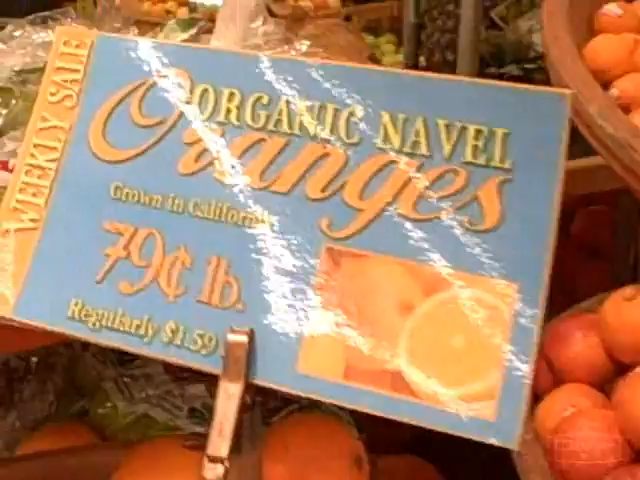 WEEKLY SALE
ORGANIC NAVEL
Oranges
Grown in California
79¢ lb.
Regularly $1.59